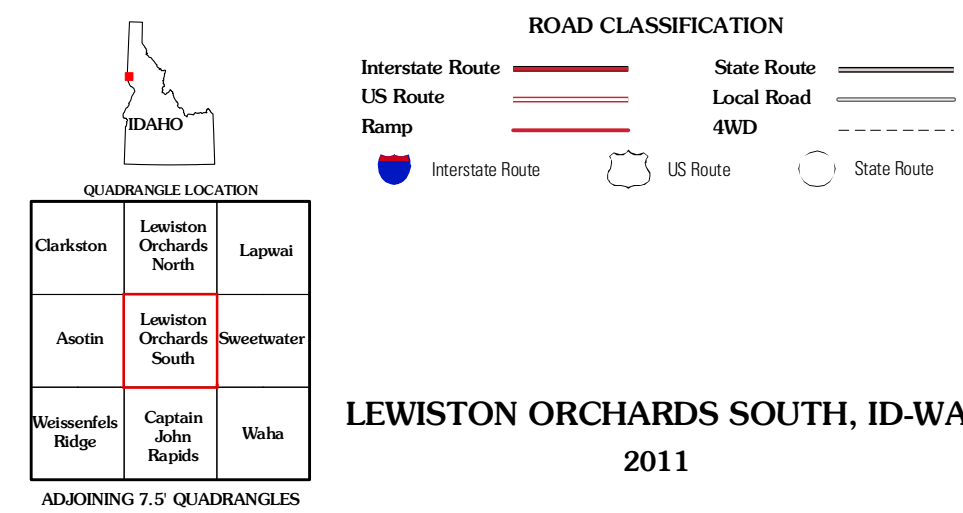 IDAHO
QUADRANGLE LOCATION
Clarkston
Lewiston
Orchards
North
Lapwai
Asotin
Lewiston
Orchards
South
Sweetwater
Weissenfels
Ridge
Captain
John
Rapids
Waha
ADJOINING 7.5' QUADRANGLES
ROAD CLASSIFICATION
Interstate Route
State Route
US Route
Local Road
Ramp
4WD
Interstate Route
US Route
State Route
LEWISTON ORCHARDS SOUTH, ID-WA
2011